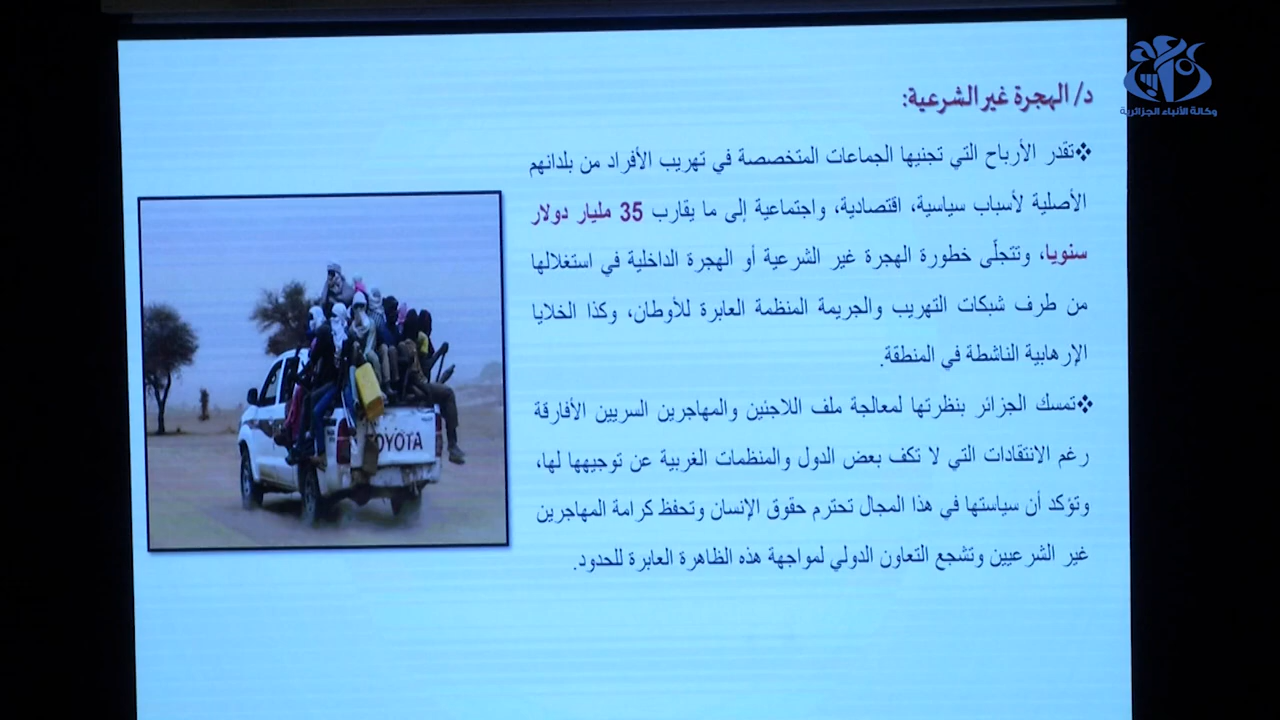 د/ الهجرة غير الشرعية:
❖تقدر الأرباح التي تجنيها الجماعات المتخصصة في تهريب الأفراد من بلدانهم
الأصلية لأسباب سياسية، اقتصادية، واجتماعية إلى ما يقارب 35 مليار دولار
سنويا، وتتجلّى خطورة الهجرة غير الشرعية أو الهجرة الداخلية في استغلالها
من طرف شبكات التهريب والجريمة المنظمة العابرة للأوطان، وكذا الخلايا
الإرهابية الناشطة في المنطقة.
❖تمسك الجزائر بنظرتها لمعالجة ملف اللاجئين والمهاجرين السريين الأفارقة
رغم الانتقادات التي لا تكف بعض الدول والمنظمات الغربية عن توجيهها لها،
وتؤكد أن سياستها في هذا المجال تحترم حقوق الإنسان وتحفظ كرامة المهاجرين
غير الشرعيين وتشجع التعاون الدولي لمواجهة هذه الظاهرة العابرة للحدود.
TOYOTA
وكالة الأنباء الجزائرية